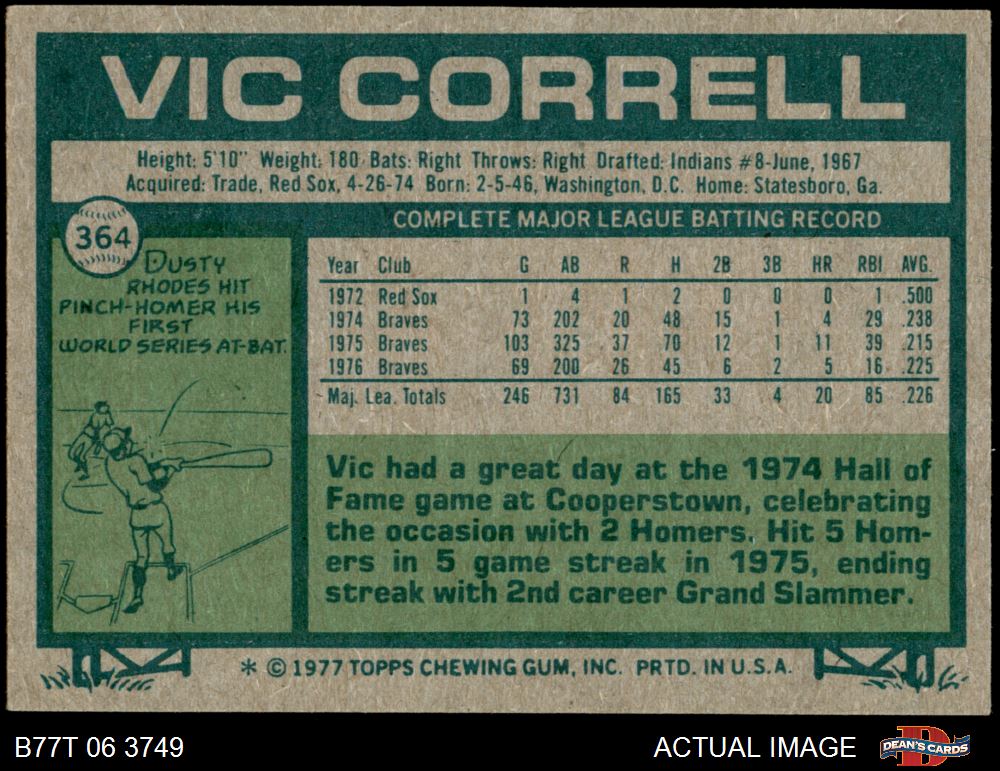 VIC CORRELL
Height: 5'10" Weight: 180 Bats: Right Throws: Right Drafted: Indians #8-June, 1967
Acquired: Trade, Red Sox, 4-26-74 Born: 2-5-46, Washington, D.C. Home: Statesboro, Ga.
364
DUSTY
RHODES HIT
PINCH-HOMER HIS
FIRST
WORLD SERIES AT-BAT.
COMPLETE MAJOR LEAGUE BATTING RECORD
Year Club G AB R H 2B 3B HR RBI AVG.
1972 Red Sox 1 4 1 2 0 0 0 1 .500
1974 Braves 73 202 20 48 15 1 4 29 .238
1975 Braves 103 325 37 70 12 1 11 39 .215
1976 Braves 69 200 26 45 6 2 5 16 .225
Maj. Lea. Totals 246 731 84 165 33 4 20 85 .226
Vic had a great day at the 1974 Hall of
Fame game at Cooperstown, celebrating
the occasion with 2 Homers. Hit 5 Hom-
ers in 5 game streak in 1975, ending
streak with 2nd career Grand Slammer.
* © 1977 TOPPS CHEWING GUM, INC. PRTD. IN U.S.A.
B77T 06 3749
ACTUAL IMAGE
DEAN'S CARDS